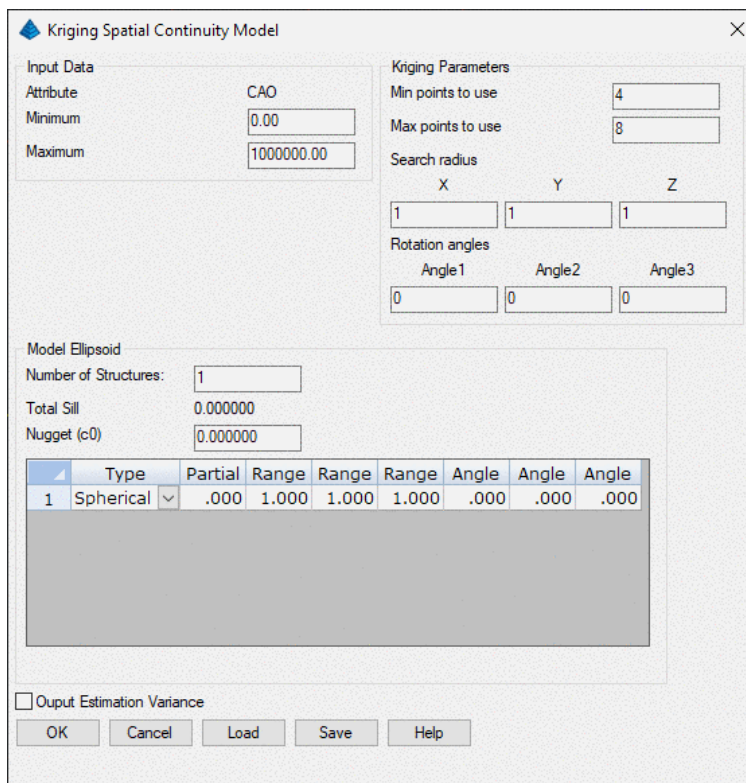 Kriging Spatial Continuity Model
Input Data
Attribute CAO
Minimum 0.00
Maximum 1000000.00
Kriging Parameters
Min points to use 4
Max points to use 8
Search radius
X Y Z
1 1 1
Rotation angles
Angle1 Angle2 Angle3
0 0 0
Model Ellipsoid
Number of Structures: 1
Total Sill 0.000000
Nugget (c0) 0.000000
Type Partial Range Range Range Angle Angle Angle
1 Spherical .000 1.000 1.000 1.000 .000 .000 .000
Ouput Estimation Variance
OK Cancel Load Save Help